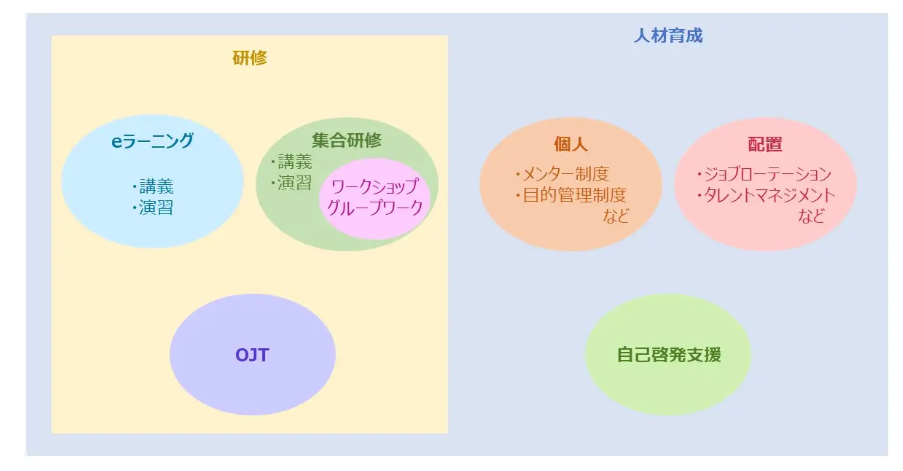 人材育成
研修
eラーニング
・講義
・演習
集合研修
・講義
・演習
ワークショップ
グループワーク
OJT
個人
・メンター制度
・目的管理制度
など
配置
・ジョブローテーション
・タレントマネジメント
など
自己啓発支援